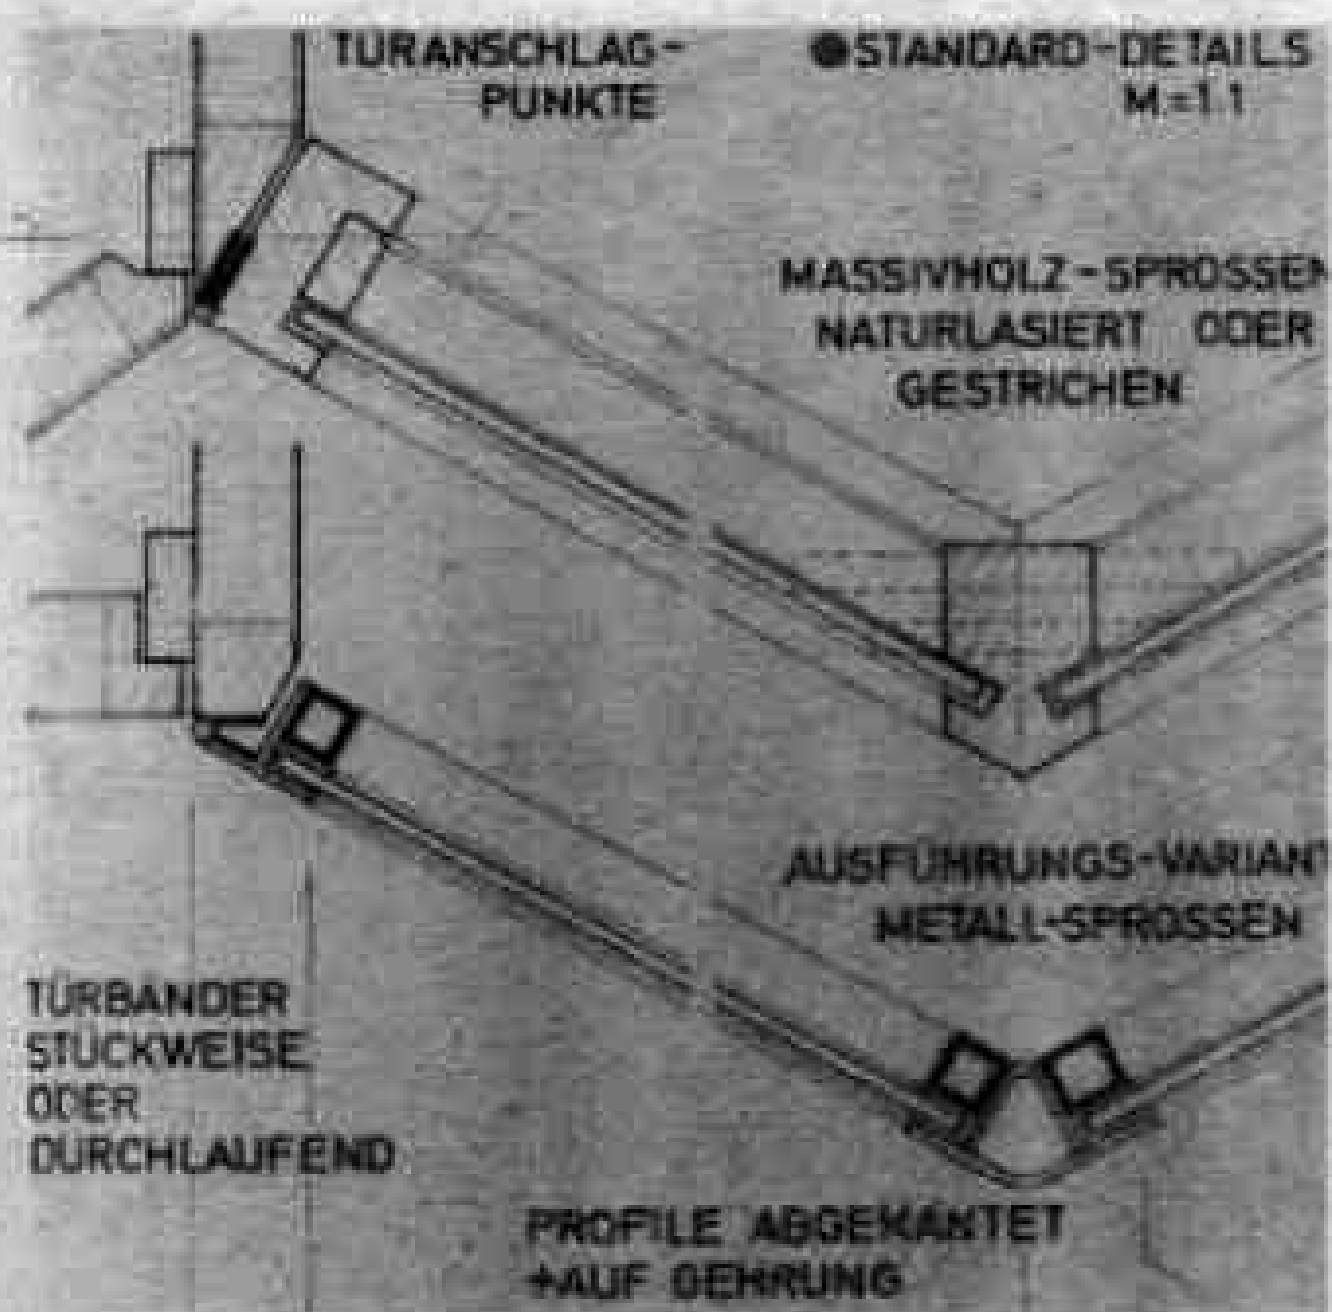 TÜRANSCHLAG-
PUNKTE
STANDARD-DETAILS
M.=1:1
MASSIVHOLZ-SPROSSEN
NATURLASIERT ODER
GESTRICHEN
AUSFÜHRUNGS-VARIANT
METALL-SPROSSEN
TÜRBÄNDER
STÜCKWEISE
ODER
DURCHLAUFEND
PROFILE ABGEKANTET
+AUF GEHRUNG